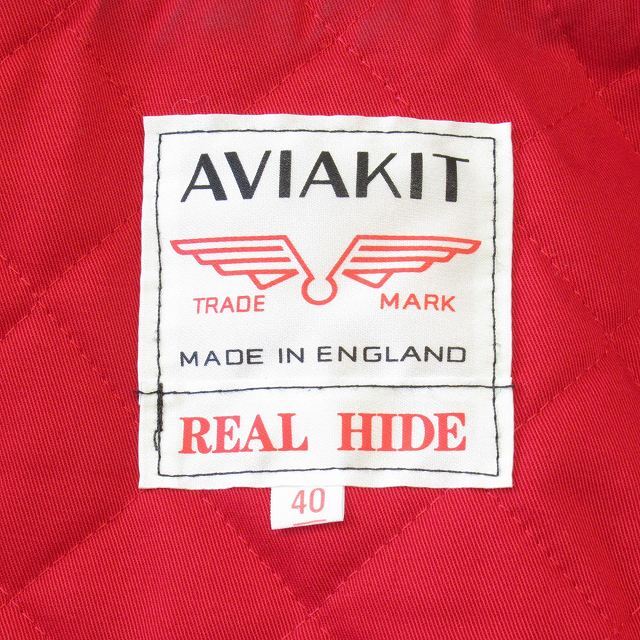 AVIAKIT
TRADE MARK
MADE IN ENGLAND
REAL HIDE
40